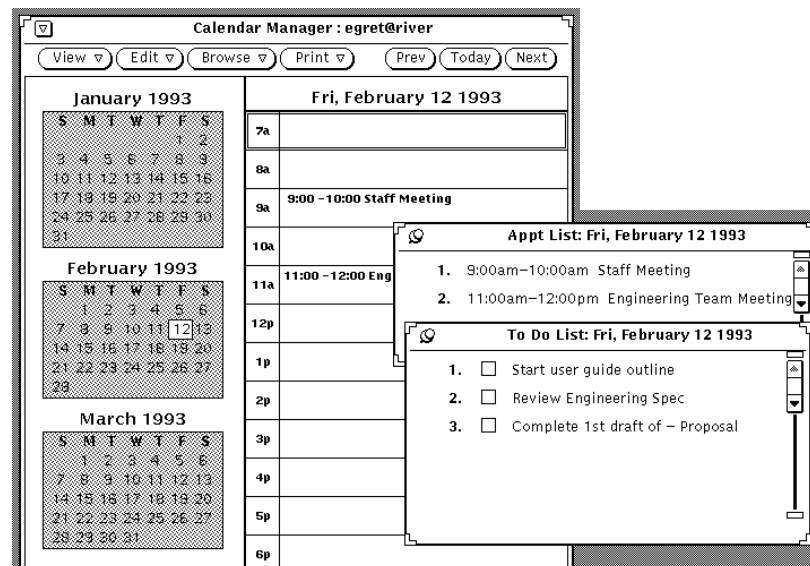 Calendar Manager : egret@river
View Edit Browse Print Prev Today Next
January 1993
S M T W T F S
1 2
3 4 5 6 7 8 9
10 11 12 13 14 15 16
17 18 19 20 21 22 23
24 25 26 27 28 29 30
31
February 1993
S M T W T F S
1 2 3 4 5 6
7 8 9 10 11 12 13
14 15 16 17 18 19 20
21 22 23 24 25 26 27
28
March 1993
S M T W T F S
1 2 3 4 5 6
7 8 9 10 11 12 13
14 15 16 17 18 19 20
21 22 23 24 25 26 27
28 29 30 31
Fri, February 12 1993
7a
8a
9a 9:00 -10:00 Staff Meeting
10a
11a 11:00 -12:00 Eng
12p
1p
2p
3p
4p
5p
6p
Appt List: Fri, February 12 1993
1. 9:00am-10:00am Staff Meeting
2. 11:00am-12:00pm Engineering Team Meeting
To Do List: Fri, February 12 1993
1. Start user guide outline
2. Review Engineering Spec
3. Complete 1st draft of - Proposal